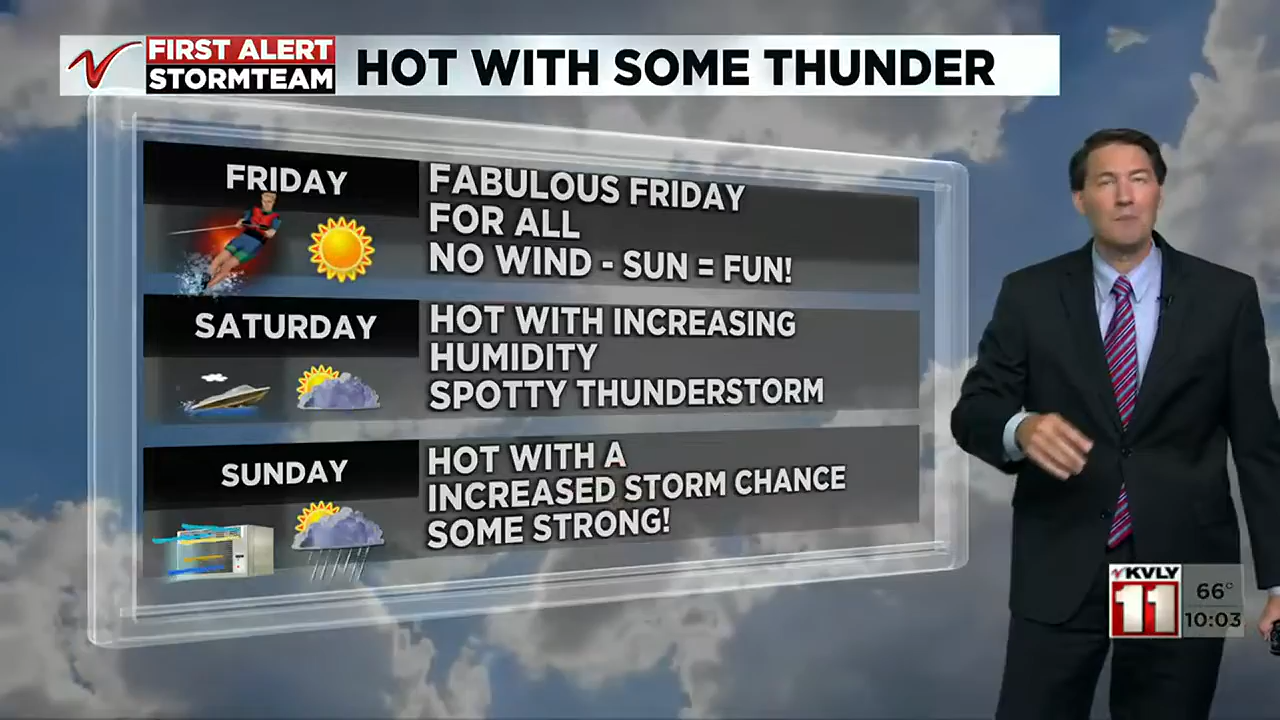 FIRST ALERT
STORMTEAM
HOT WITH SOME THUNDER
FRIDAY
FABULOUS FRIDAY
FOR ALL
NO WIND - SUN = FUN!
SATURDAY
HOT WITH INCREASING
HUMIDITY
SPOTTY THUNDERSTORM
SUNDAY
HOT WITH A
INCREASED STORM CHANCE
SOME STRONG!
KVLY
11
66°
10:03